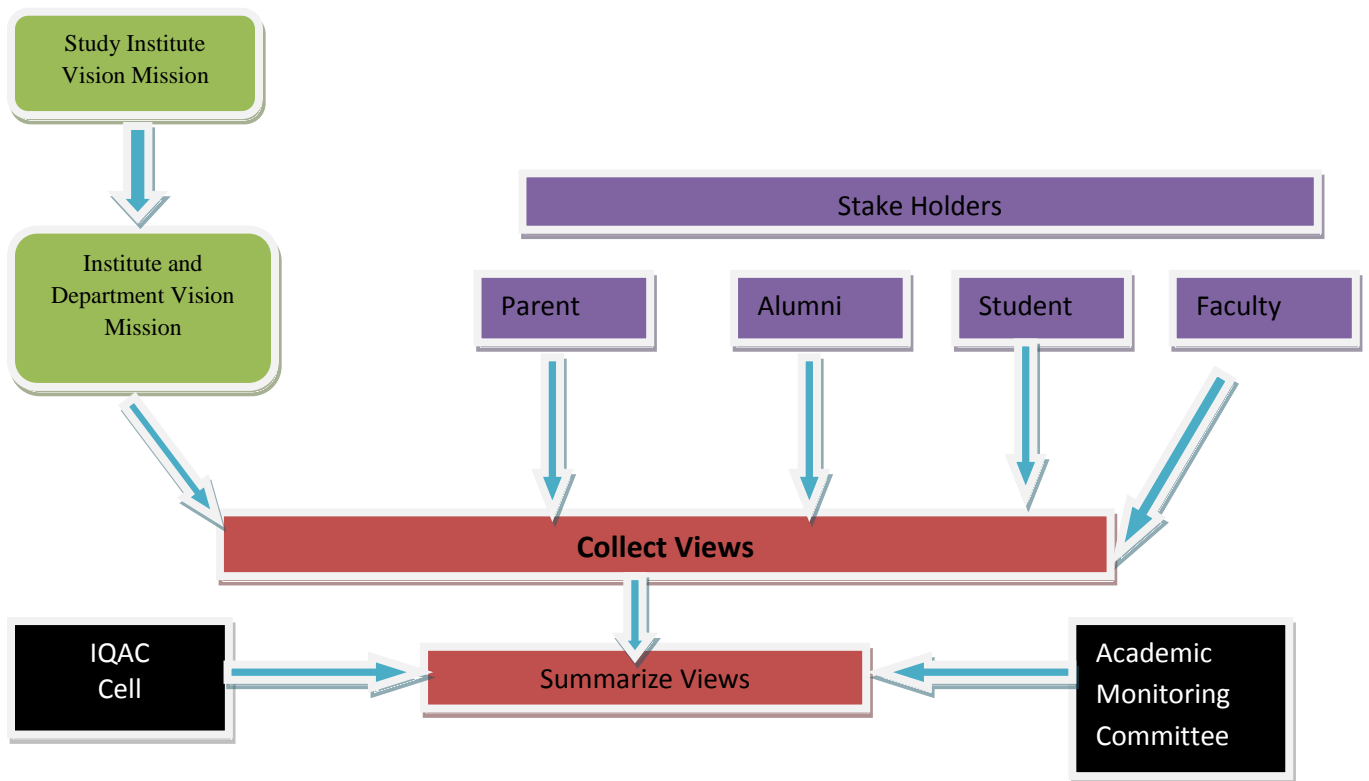 Study Institute
Vision Mission
Stake Holders
Institute and
Department Vision
Mission
Parent
Alumni
Student
Faculty
Collect Views
IQAC
Cell
Summarize Views
Academic
Monitoring
Committee